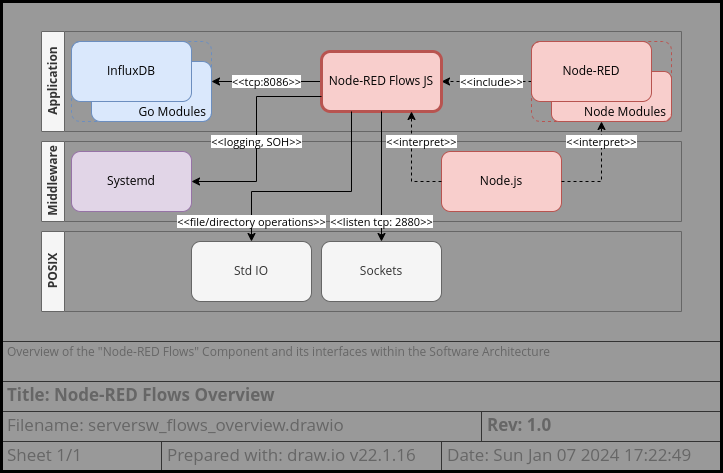 Application
InfluxDB
Go Modules
<<tcp:8086>>
Node-RED Flows JS
<<include>>
Node-RED
Node Modules
<<logging, SOH>>
<<interpret>>
<<interpret>>
Middleware
Systemd
Node.js
<<file/directory operations>>
<<listen tcp: 2880>>
POSIX
Std IO
Sockets
Overview of the "Node-RED Flows" Component and its interfaces within the Software Architecture
Title: Node-RED Flows Overview
Filename: serversw_flows_overview.drawio
Rev: 1.0
Sheet 1/1
Prepared with: draw.io v22.1.16
Date: Sun Jan 07 2024 17:22:49